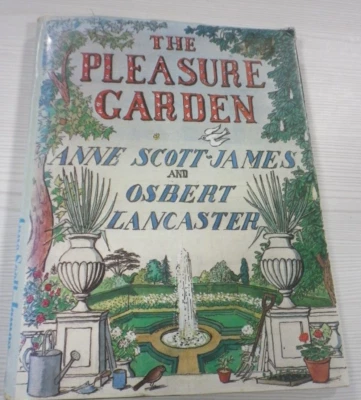 THE
PLEASURE
GARDEN
ANNE SCOTT-JAMES
AND
OSBERT
LANCASTER